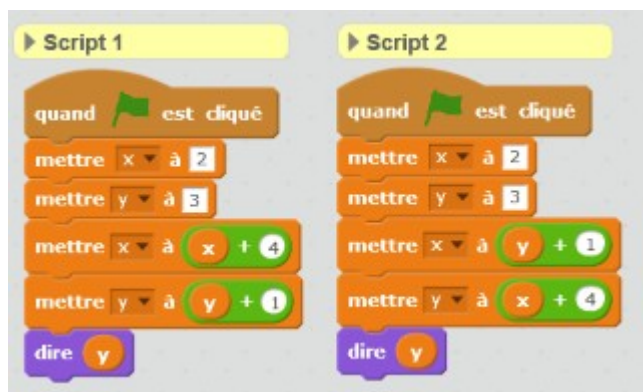 Script 1
quand est cliqué
mettre x à 2
mettre y à 3
mettre x à x + 4
mettre y à y + 1
dire y
Script 2
quand est cliqué
mettre x à 2
mettre y à 3
mettre x à y + 1
mettre y à x + 4
dire y